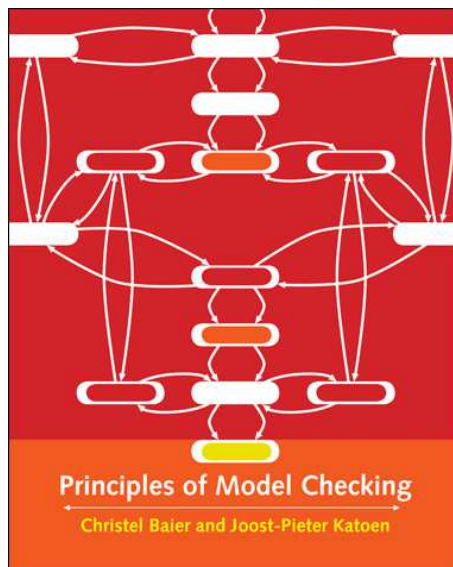 Principles of Model Checking
Christel Baier and Joost-Pieter Katoen